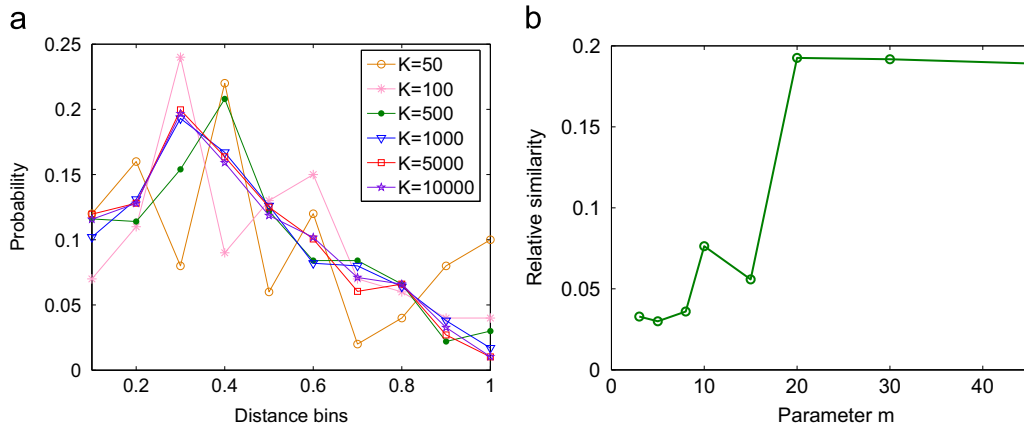 a
0.25
0.2
0.15
0.1
0.05
0
0.2
0.4
0.6
0.8
1
Probability
Distance bins
K=50
K=100
K=500
K=1000
K=5000
K=10000
b
0.2
0.15
0.1
0.05
0
0
10
20
30
40
Relative similarity
Parameter m